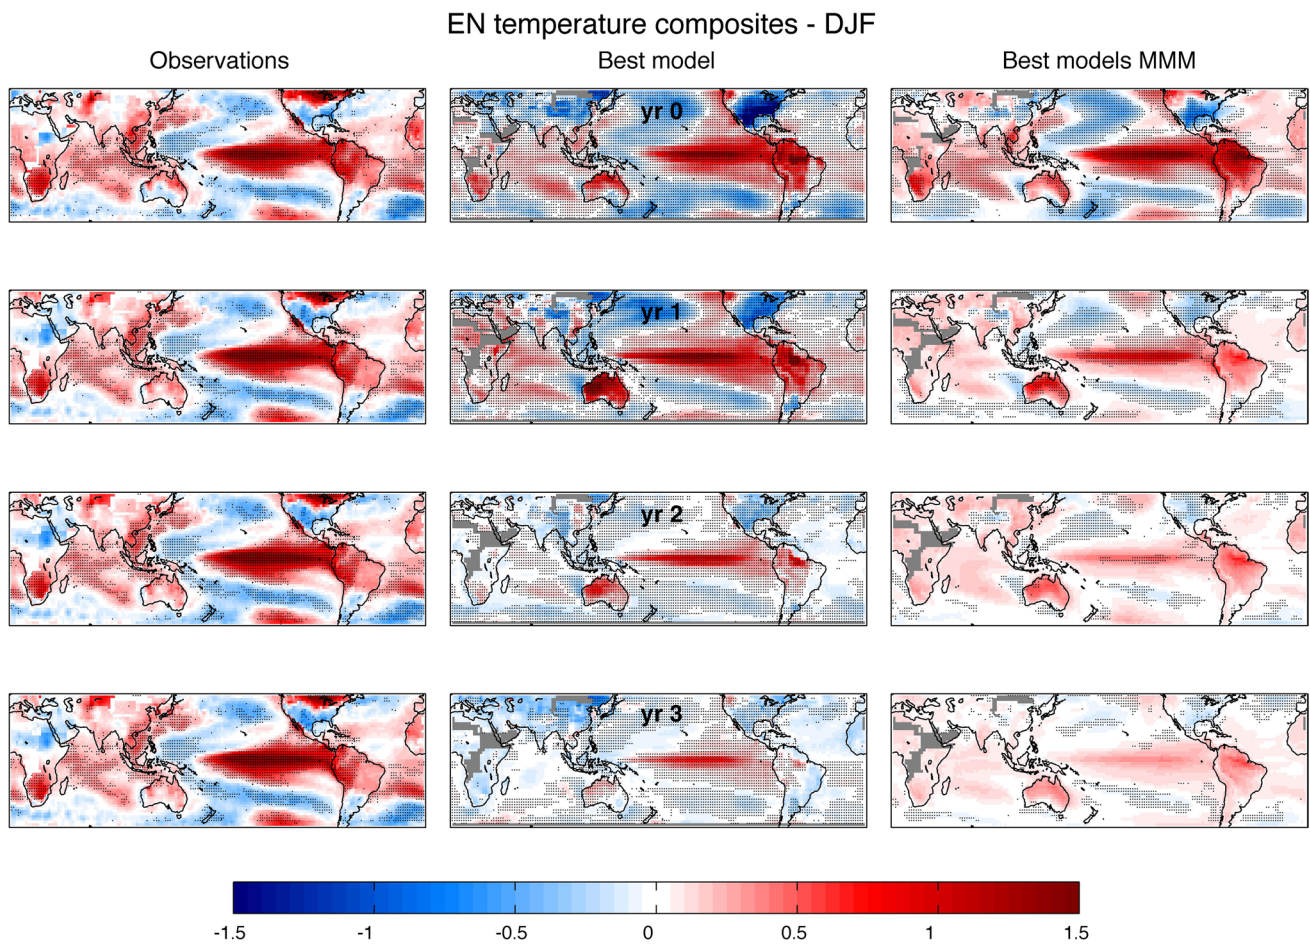 EN temperature composites - DJF
Observations
Best model
Best models MMM
yr 0
yr 1
yr 2
yr 3
-1.5
-1
-0.5
0
0.5
1
1.5